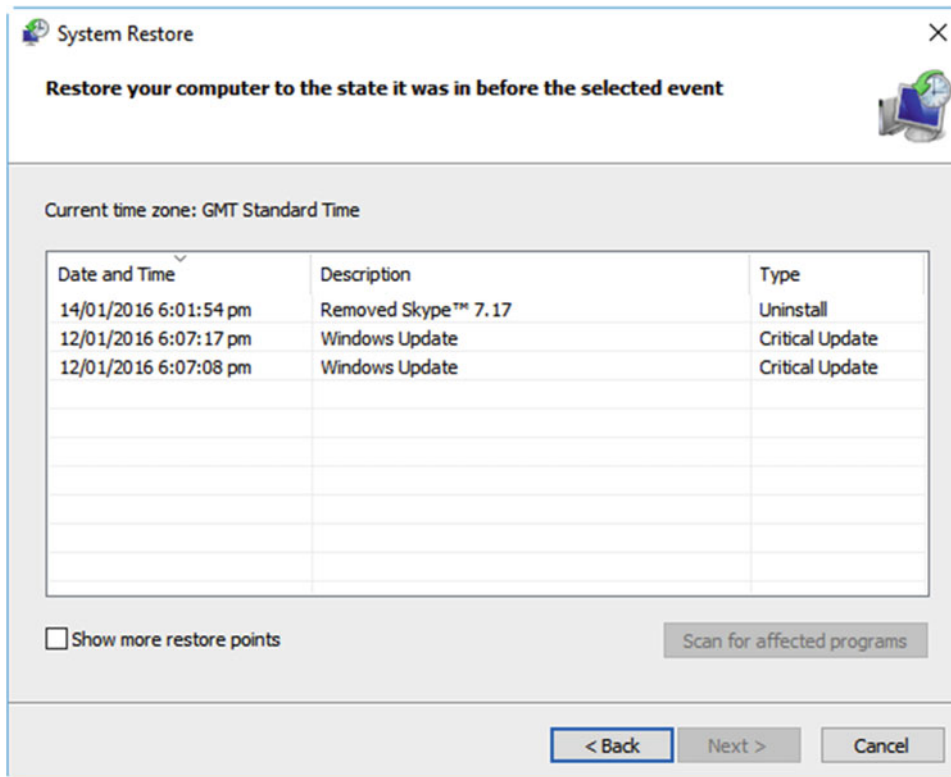 System Restore
Restore your computer to the state it was in before the selected event
Current time zone: GMT Standard Time
Date and Time Description Type
14/01/2016 6:01:54 pm Removed Skype™ 7.17 Uninstall
12/01/2016 6:07:17 pm Windows Update Critical Update
12/01/2016 6:07:08 pm Windows Update Critical Update
Show more restore points Scan for affected programs
< Back Next > Cancel